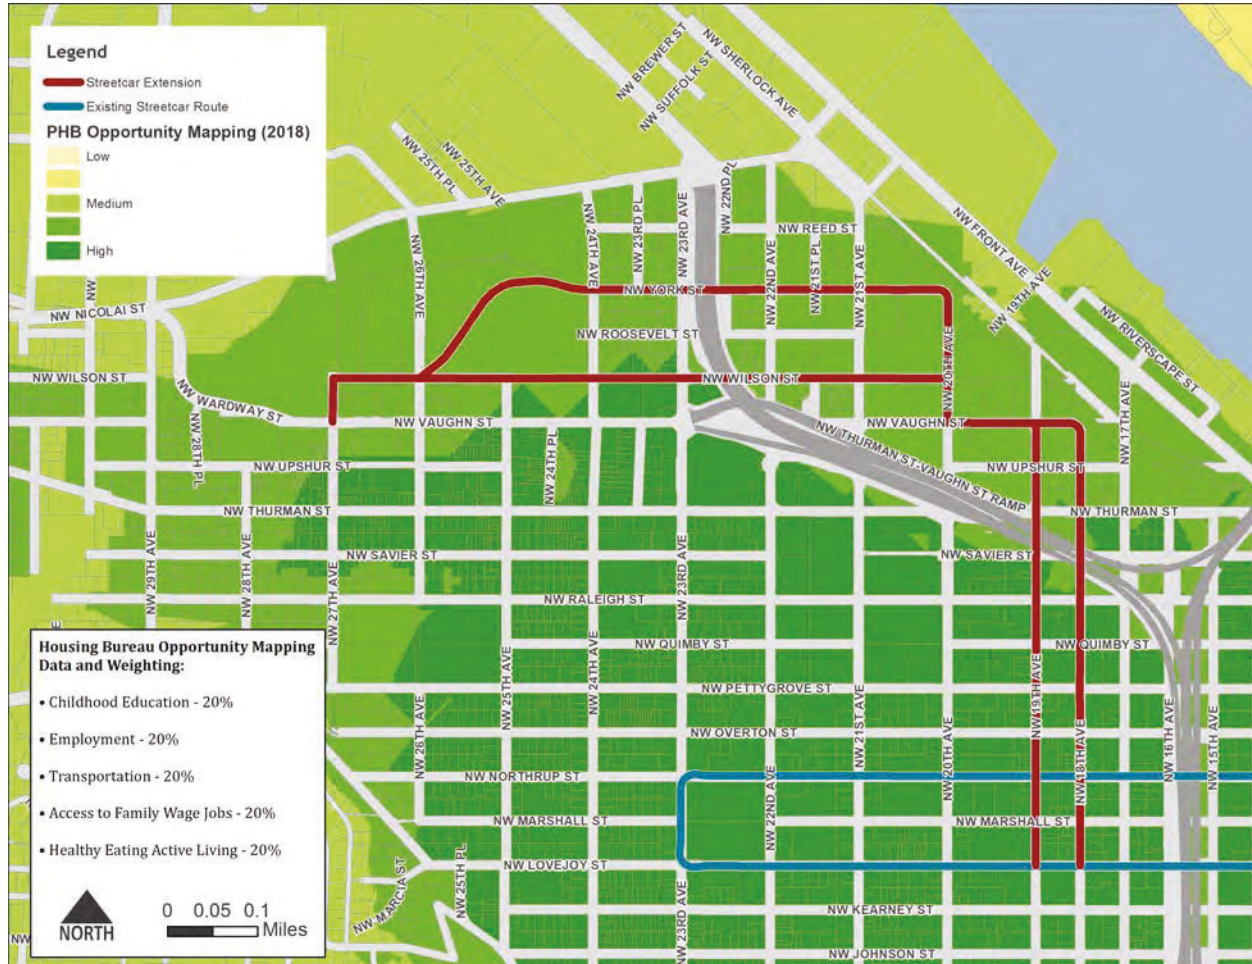 Legend
Streetcar Extension
Existing Streetcar Route
PHB Opportunity Mapping (2018)
Low
Medium
High
NW BREWER ST
NW SUFFOLK ST
NW SHERLOCK AVE
NW 25TH PL
NW 25TH AVE
NW 22ND PL
NW 24TH AVE
NW 23RD PL
NW 23RD AVE
NW REED ST
NW FRONT AVE
NW 26TH AVE
NW 22ND AVE
NW 21ST PL
NW 21ST AVE
NW 19TH AVE
NW
NW YORK ST
NW NICOLAI ST
NW RIVERSCAPE ST
NW ROOSEVELT ST
NW 20TH AVE
NW WILSON ST
NW WILSON ST
NW WARDWAY ST
NW 17TH AVE
NW VAUGHN ST
NW VAUGHN ST
NW 28TH PL
NW 24TH PL
NW THURMAN ST-VAUGHN ST RAMP
NW UPSHUR ST
NW UPSHUR ST
NW THURMAN ST
NW THURMAN ST
NW SAVIER ST
NW SAVIER ST
NW 29TH AVE
NW 28TH AVE
NW 27TH AVE
NW 23RD AVE
NW RALEIGH ST
NW QUIMBY ST
NW QUIMBY ST
NW 25TH AVE
NW 24TH AVE
NW 19TH AVE
NW PETTYGROVE ST
NW 26TH AVE
NW 21ST AVE
NW 20TH AVE
NW 18TH AVE
NW 16TH AVE
NW 15TH AVE
NW OVERTON ST
NW NORTHRUP ST
NW 22ND AVE
NW MARSHALL ST
NW MARSHALL ST
NW LOVEJOY ST
NW MARCIA ST
NW 25TH PL
NW 23RD AVE
NW KEARNEY ST
NW JOHNSON ST
Housing Bureau Opportunity Mapping
Data and Weighting:
• Childhood Education - 20%
• Employment - 20%
• Transportation - 20%
• Access to Family Wage Jobs - 20%
• Healthy Eating Active Living - 20%
NORTH
0 0.05 0.1
Miles
NW